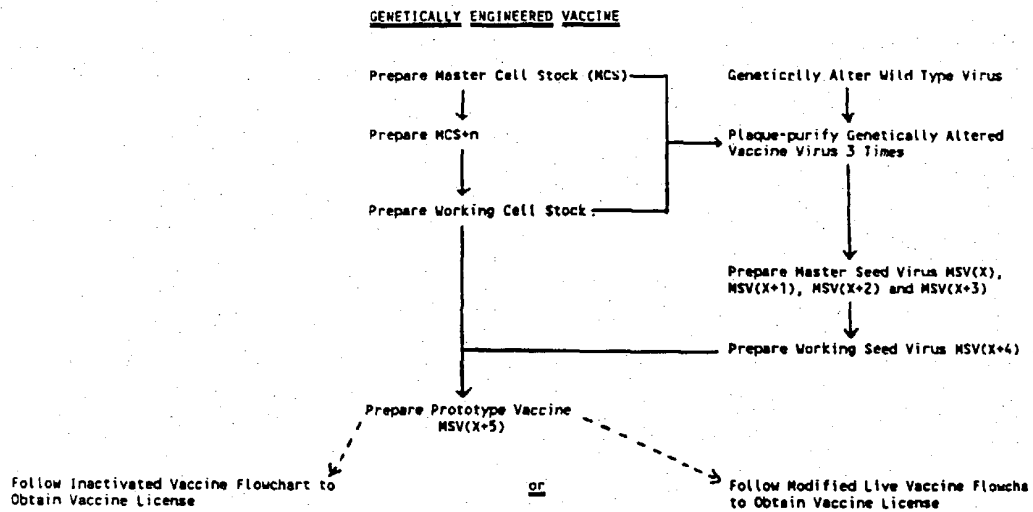 GENETICALLY ENGINEERED VACCINE
Prepare Master Cell Stock (MCS)
Genetically Alter Wild Type Virus
Prepare MCS+n
Plaque-purify Genetically Altered
Vaccine Virus 3 Times
Prepare Working Cell Stock
Prepare Master Seed Virus MSV(X),
MSV(X+1), MSV(X+2) and MSV(X+3)
Prepare Working Seed Virus MSV(X+4)
Prepare Prototype Vaccine
MSV(X+5)
Follow Inactivated Vaccine Flowchart to
Obtain Vaccine License
or
Follow Modified Live Vaccine Flowcha
to Obtain Vaccine License